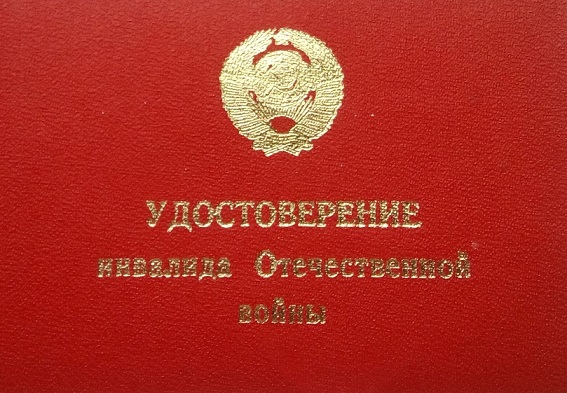 УДОСТОВЕРЕНИЕ
инвалида Отечественной
войны